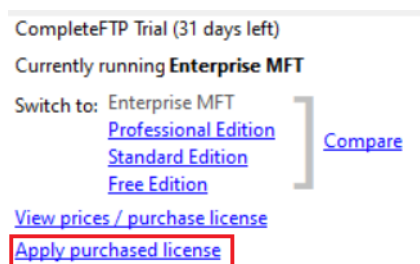 CompleteFTP Trial (31 days left)
Currently running Enterprise MFT
Switch to: Enterprise MFT
Professional Edition
Compare
Standard Edition
Free Edition
View prices / purchase license
Apply purchased license